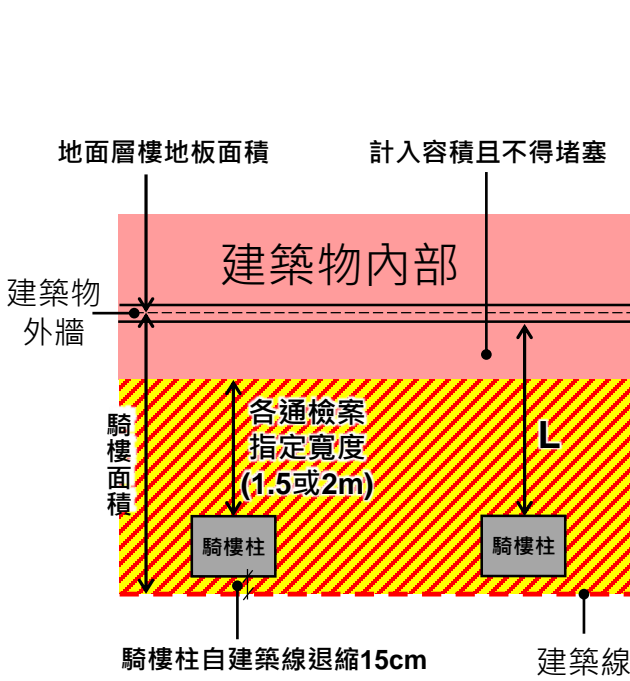 地面層樓地板面積
計入容積且不得堵塞
建築物內部
建築物
外牆
騎樓面積
各通檢案
指定寬度
(1.5或2m)
L
騎樓柱
騎樓柱
騎樓柱自建築線退縮15cm
建築線